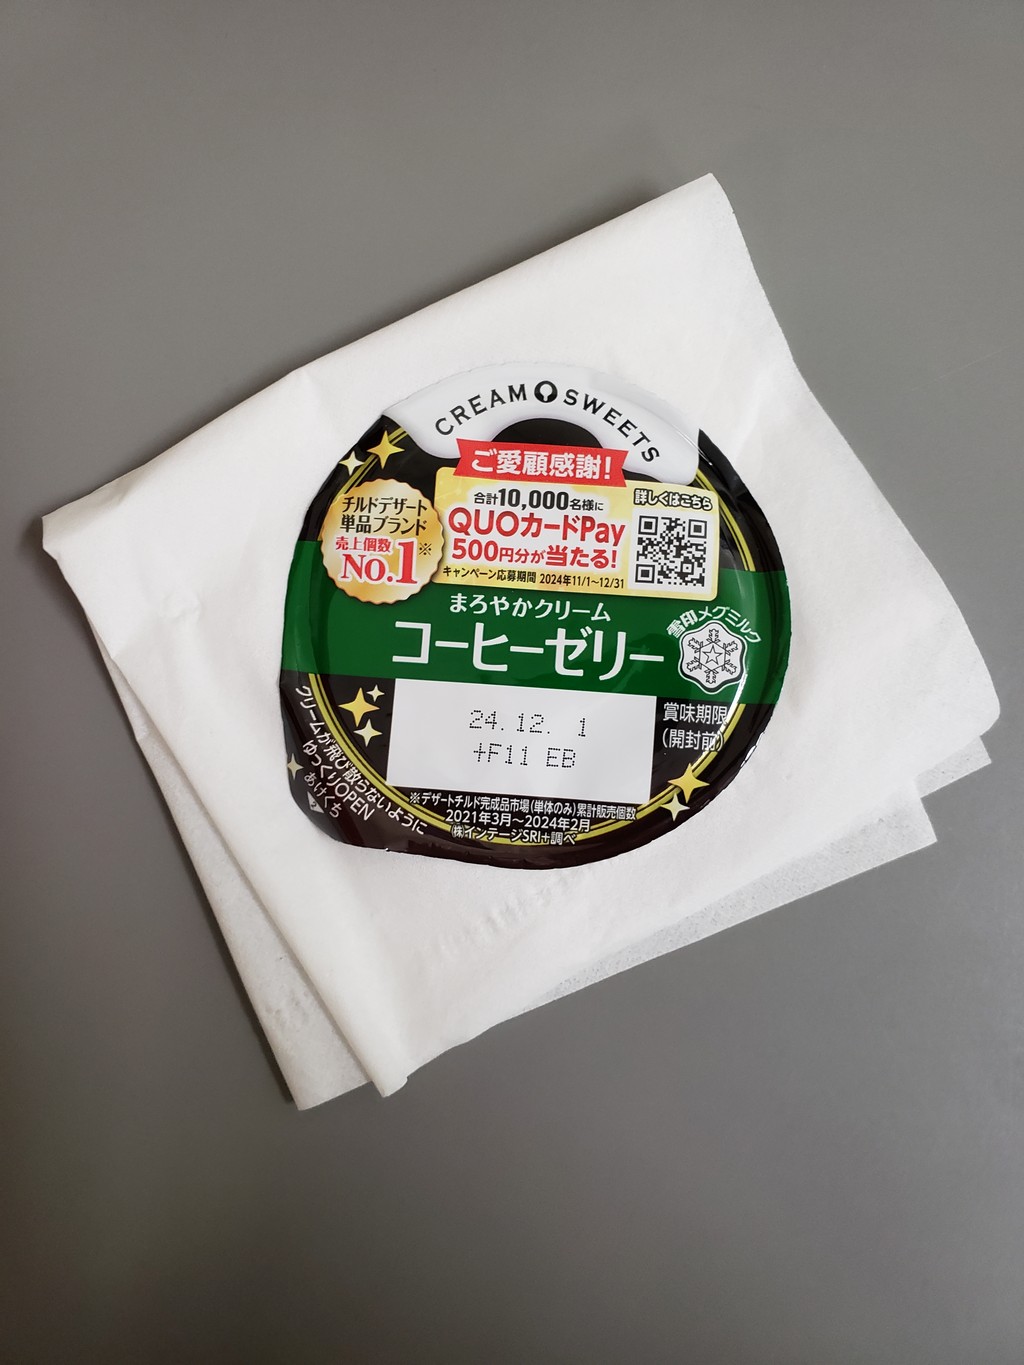 CREAM SWEETS
ご愛顧感謝!
合計10,000名様に
QUOカードPay
500円分が当たる!
キャンペーン応募期間 2024年11/1~12/31
詳しくはこちら
チルドデザート
単品ブランド
売上個数※
NO.1
まろやかクリーム
コーヒーゼリー
雪印メグミルク
24.12. 1
+F11 EB
賞味期限
(開封前)
クリームが飛び散らないように
ゆっくりOPEN
あけくち
※デザートチルド完成品市場(単体のみ)累計販売個数
2021年3月~2024年2月
㈱インテージSRI+調べ